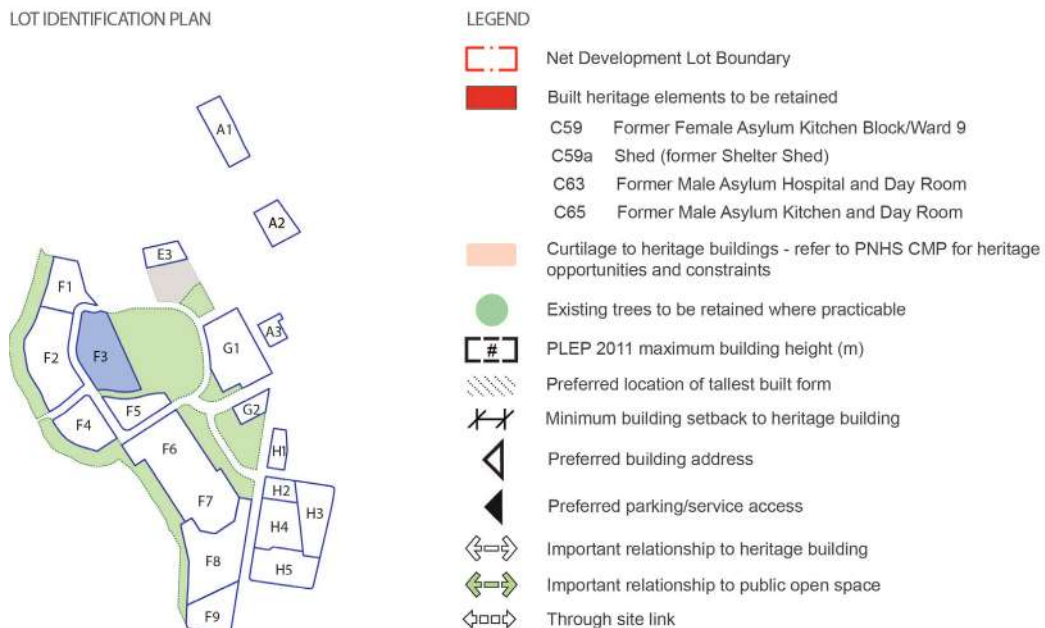 LOT IDENTIFICATION PLAN
A1
A2
E3
F1
G1
A3
F2
F3
F5
G2
F4
F6
H1
H2
F7
H3
H4
F8
H5
F9
LEGEND
Net Development Lot Boundary
Built heritage elements to be retained
C59 Former Female Asylum Kitchen Block/Ward 9
C59a Shed (former Shelter Shed)
C63 Former Male Asylum Hospital and Day Room
C65 Former Male Asylum Kitchen and Day Room
Curtilage to heritage buildings - refer to PNHS CMP for heritage
opportunities and constraints
Existing trees to be retained where practicable
# PLEP 2011 maximum building height (m)
Preferred location of tallest built form
Minimum building setback to heritage building
Preferred building address
Preferred parking/service access
Important relationship to heritage building
Important relationship to public open space
Through site link